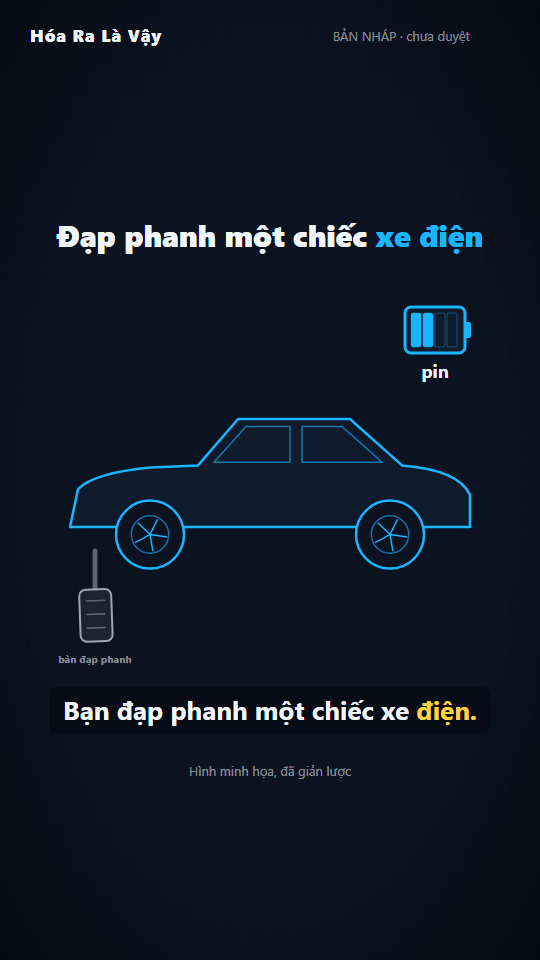 Hóa Ra Là Vậy
BẢN NHÁP · chưa duyệt
Đạp phanh một chiếc xe điện
pin
bàn đạp phanh
Bạn đạp phanh một chiếc xe điện.
Hình minh họa, đã giản lược